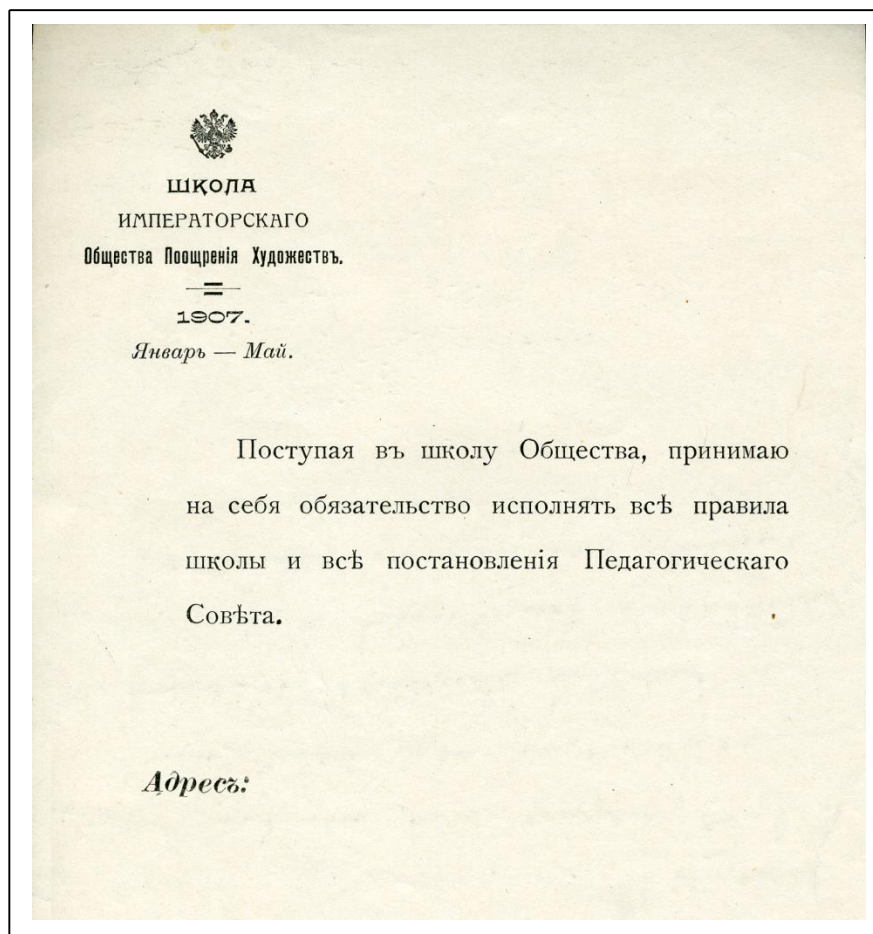 ШКОЛА
ИМПЕРАТОРСКАГО
Общества Поощренія Художествъ.
1907.
Январь — Май.
Поступая въ школу Общества, принимаю
на себя обязательство исполнять всѣ правила
школы и всѣ постановленія Педагогическаго
Совѣта.
Адресъ: